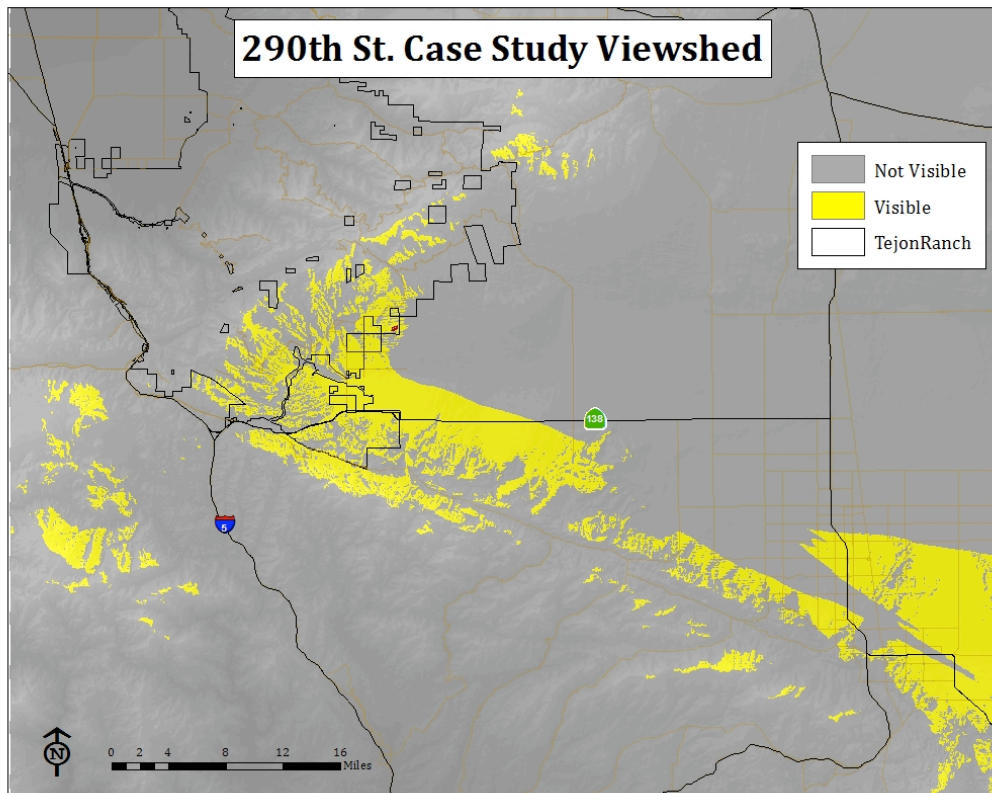 290th St. Case Study Viewshed
Not Visible
Visible
TejonRanch
138
5
N
0 2 4 8 12 16
Miles